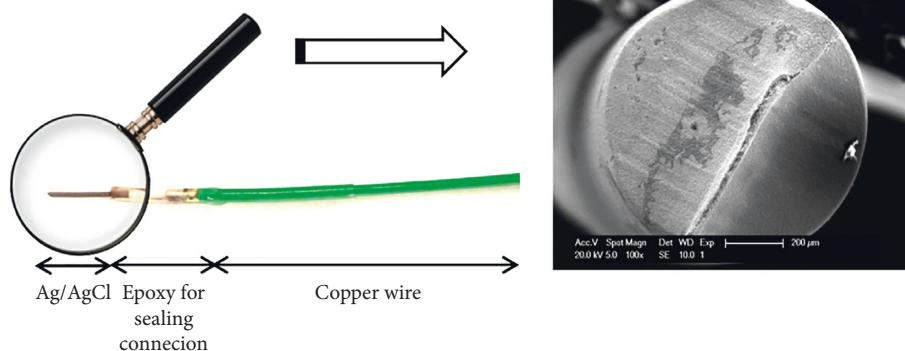 Acc.V Spot Magn Det WD Exp
20.0 kV 5.0 100x SE 10.0 1
200 μm
Ag/AgCl
Epoxy for
sealing
connecion
Copper wire